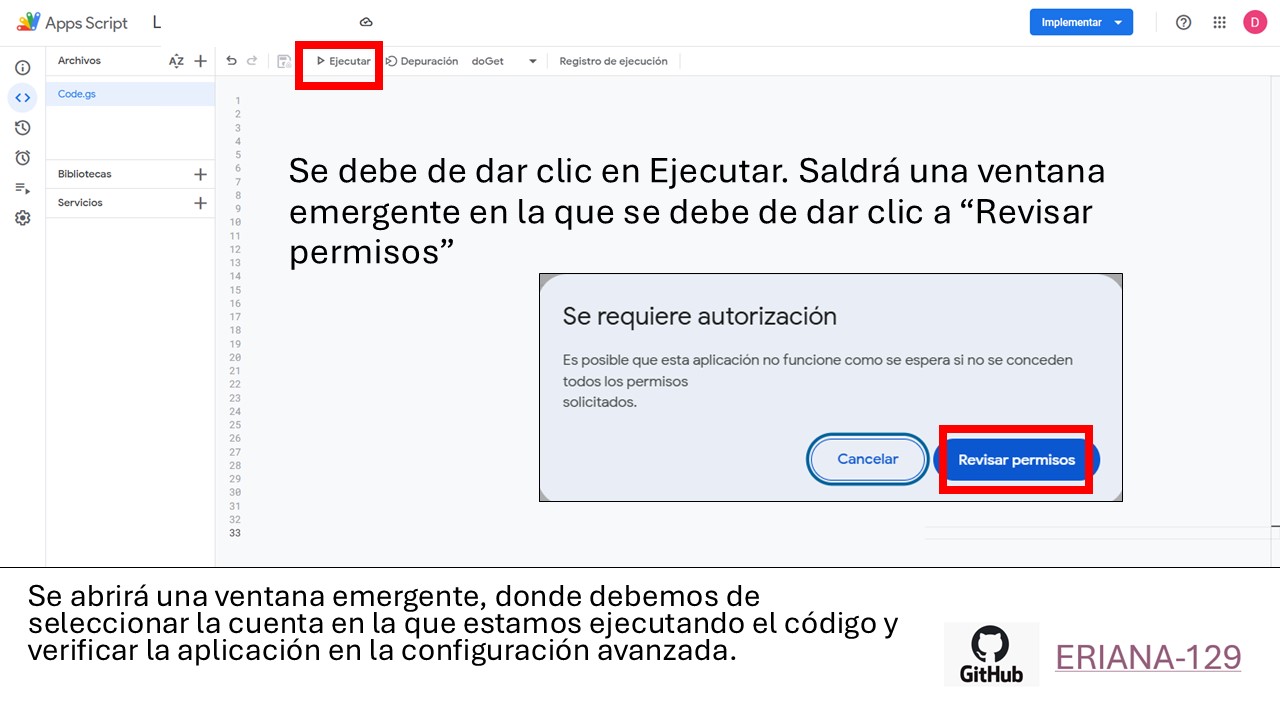 Apps Script L
Implementar
D
Archivos
Ejecutar
Depuración
doGet
Registro de ejecución
Code.gs
Bibliotecas
Servicios
1
2
3
4
5
6
7
8
9
10
11
12
13
14
15
16
17
18
19
20
21
22
23
24
25
26
27
28
29
30
31
32
33
Se debe de dar clic en Ejecutar. Saldrá una ventana
emergente en la que se debe de dar clic a “Revisar
permisos”
Se requiere autorización
Es posible que esta aplicación no funcione como se espera si no se conceden
todos los permisos
solicitados.
Cancelar
Revisar permisos
Se abrirá una ventana emergente, donde debemos de
seleccionar la cuenta en la que estamos ejecutando el código y
verificar la aplicación en la configuración avanzada.
GitHub
ERIANA-129